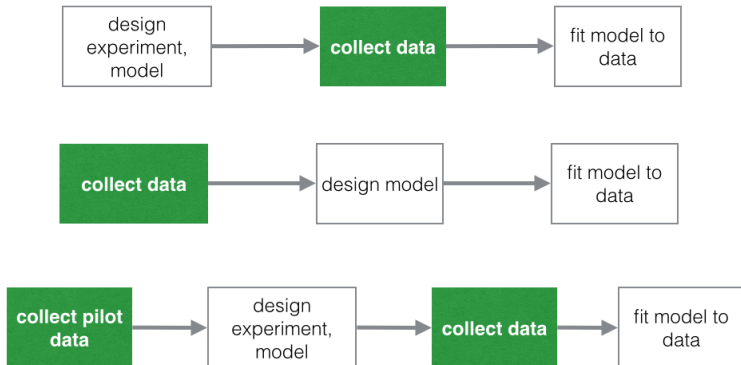 design
experiment,
model
collect data
fit model to
data
collect data
design model
fit model to
data
collect pilot
data
design
experiment,
model
collect data
fit model to
data